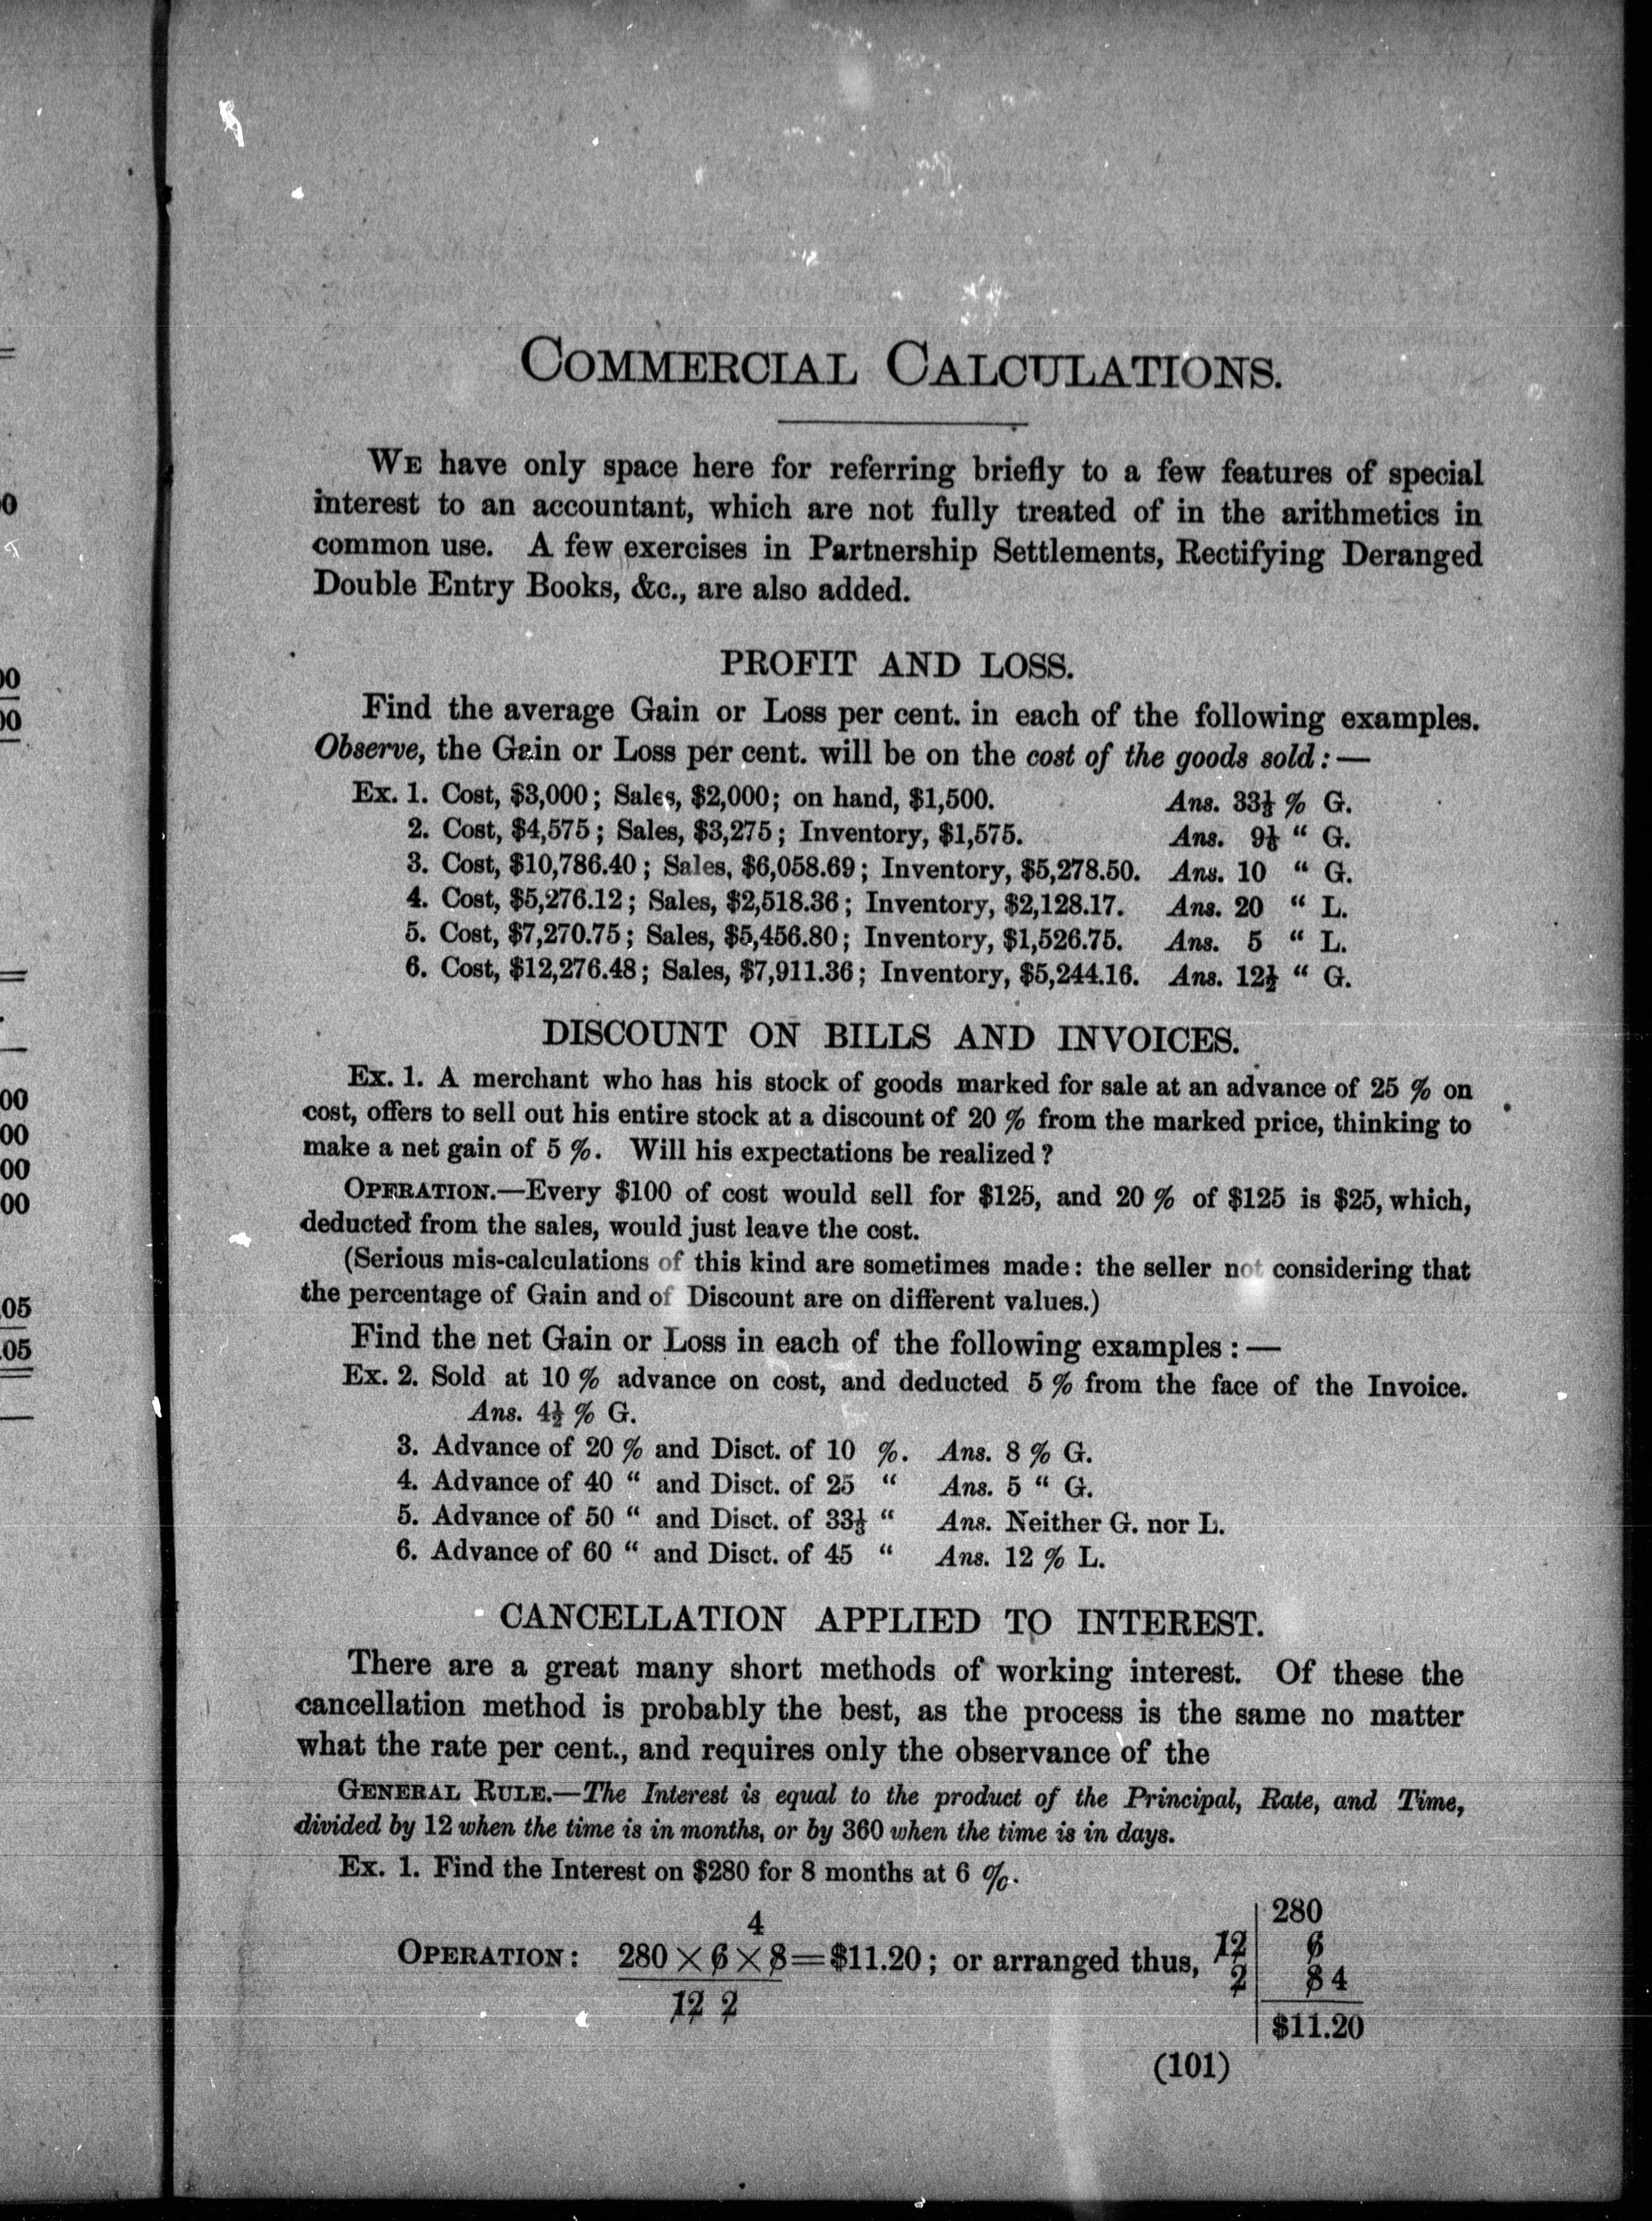 COMMERCIAL CALCULATIONS.
WE have only space here for referring briefly to a few features of special
interest to an accountant, which are not fully treated of in the arithmetics in
common use. A few exercises in Partnership Settlements, Rectifying Deranged
Double Entry Books, &c., are also added.
PROFIT AND LOSS.
Find the average Gain or Loss per cent. in each of the following examples.
Observe, the Gain or Loss per cent. will be on the cost of the goods sold:—
Ex. 1. Cost, $3,000; Sales, $2,000; on hand, $1,500. Ans. 33⅓ % G.
2. Cost, $4,575; Sales, $3,275; Inventory, $1,575. Ans. 9⅙ “ G.
3. Cost, $10,786.40; Sales, $6,058.69; Inventory, $5,278.50. Ans. 10 “ G.
4. Cost, $5,276.12; Sales, $2,518.36; Inventory, $2,128.17. Ans. 20 “ L.
5. Cost, $7,270.75; Sales, $5,456.80; Inventory, $1,526.75. Ans. 5 “ L.
6. Cost, $12,276.48; Sales, $7,911.36; Inventory, $5,244.16. Ans. 12½ “ G.
DISCOUNT ON BILLS AND INVOICES.
Ex. 1. A merchant who has his stock of goods marked for sale at an advance of 25 % on
cost, offers to sell out his entire stock at a discount of 20 % from the marked price, thinking to
make a net gain of 5 %. Will his expectations be realized?
OPERATION.—Every $100 of cost would sell for $125, and 20 % of $125 is $25, which,
deducted from the sales, would just leave the cost.
(Serious mis-calculations of this kind are sometimes made: the seller not considering that
the percentage of Gain and of Discount are on different values.)
Find the net Gain or Loss in each of the following examples:—
Ex. 2. Sold at 10 % advance on cost, and deducted 5 % from the face of the Invoice.
Ans. 4½ % G.
3. Advance of 20 % and Disct. of 10 %. Ans. 8 % G.
4. Advance of 40 “ and Disct. of 25 “ Ans. 5 “ G.
5. Advance of 50 “ and Disct. of 33⅓ “ Ans. Neither G. nor L.
6. Advance of 60 “ and Disct. of 45 “ Ans. 12 % L.
CANCELLATION APPLIED TO INTEREST.
There are a great many short methods of working interest. Of these the
cancellation method is probably the best, as the process is the same no matter
what the rate per cent., and requires only the observance of the
GENERAL RULE.—The Interest is equal to the product of the Principal, Rate, and Time,
divided by 12 when the time is in months, or by 360 when the time is in days.
Ex. 1. Find the Interest on $280 for 8 months at 6 %.
4
OPERATION: 280 × 6 × 8 = $11.20; or arranged thus,
12 2
280
12 6
2 8 4
$11.20
(101)